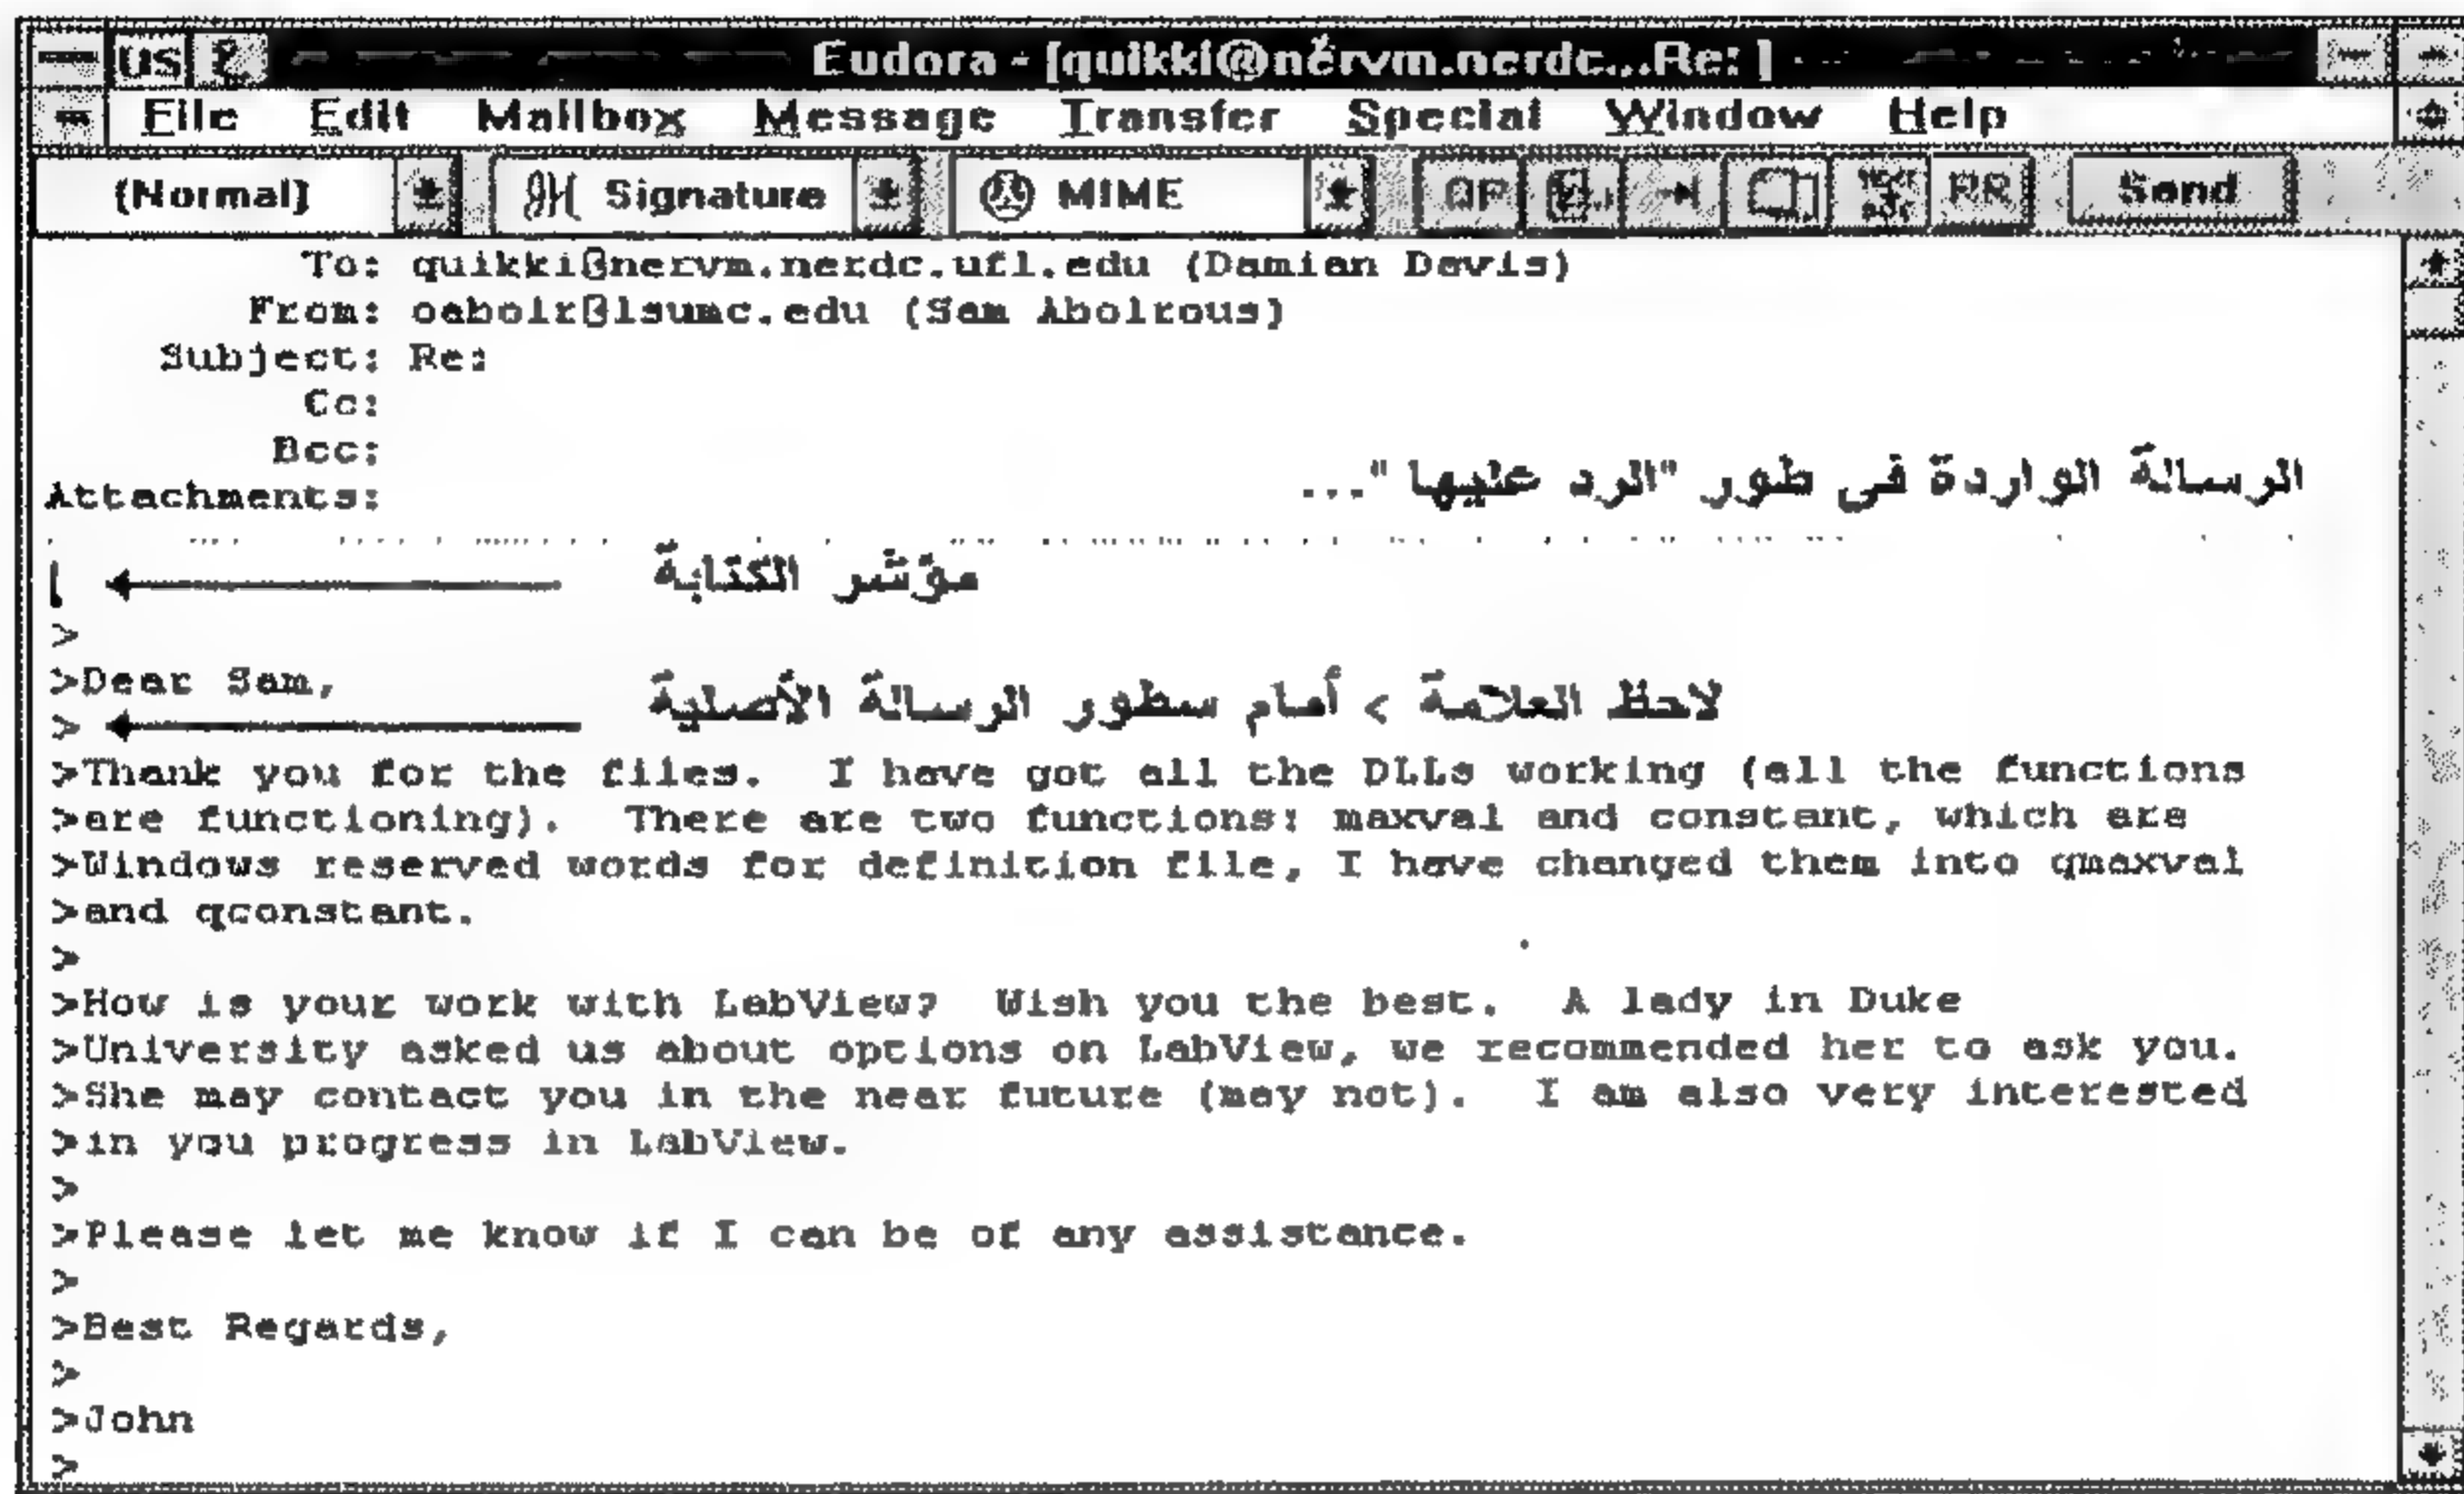 US
Eudora - [quikki@nervm.nerdc...Re: ]
File Edit Mailbox Message Transfer Special Window Help
(Normal) Signature MIME QP RR Send
To: quikki@nervm.nerdc.ufl.edu (Damian Davis)
From: oabolr@lsumc.edu (Sam Abolrous)
Subject: Re:
Cc:
Bcc:
Attachments:
الرسالة الواردة فى طور "الرد عليها "...
مؤشر الكتابة
>
>Dear Sam,
لاحظ العلامة > أمام سطور الرسالة الأصلية
>
>Thank you for the files. I have got all the DLLs working (all the functions
>are functioning). There are two functions: maxval and constant, which are
>Windows reserved words for definition file, I have changed them into qmaxval
>and qconstant.
>
>How is your work with LabView? Wish you the best. A lady in Duke
>University asked us about options on LabView, we recommended her to ask you.
>She may contact you in the near future (may not). I am also very interested
>in you progress in LabView.
>
>Please let me know if I can be of any assistance.
>
>Best Regards,
>
>John
>